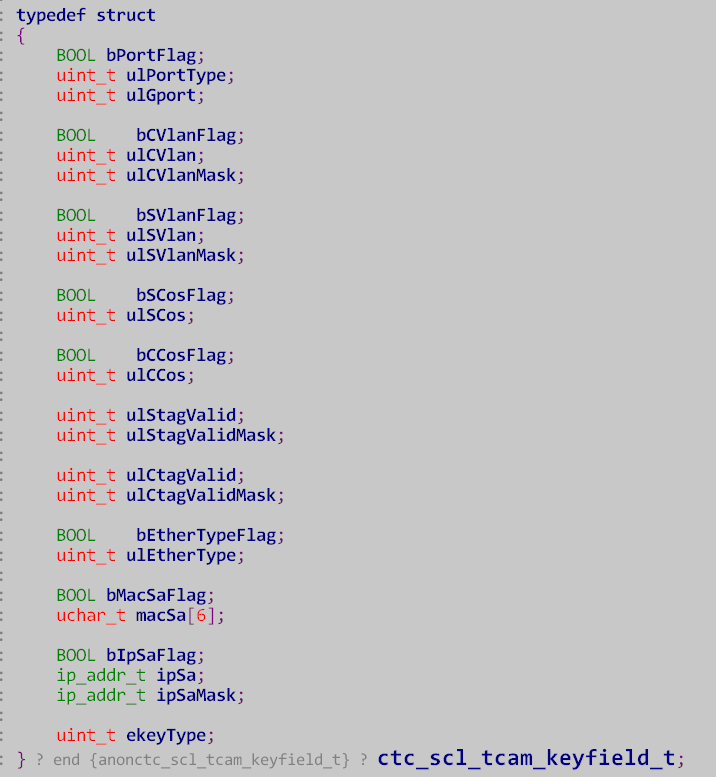 typedef struct
{
BOOL bPortFlag;
uint_t ulPortType;
uint_t ulGport;
BOOL bCVlanFlag;
uint_t ulCVlan;
uint_t ulCVlanMask;
BOOL bSVlanFlag;
uint_t ulSVlan;
uint_t ulSVlanMask;
BOOL bSCosFlag;
uint_t ulSCos;
BOOL bCCosFlag;
uint_t ulCCos;
uint_t ulStagValid;
uint_t ulStagValidMask;
uint_t ulCtagValid;
uint_t ulCtagValidMask;
BOOL bEtherTypeFlag;
uint_t ulEtherType;
BOOL bMacSaFlag;
uchar_t macSa[6];
BOOL bIpSaFlag;
ip_addr_t ipSa;
ip_addr_t ipSaMask;
uint_t ekeyType;
} ? end {anonctc_scl_tcam_keyfield_t} ? ctc_scl_tcam_keyfield_t;